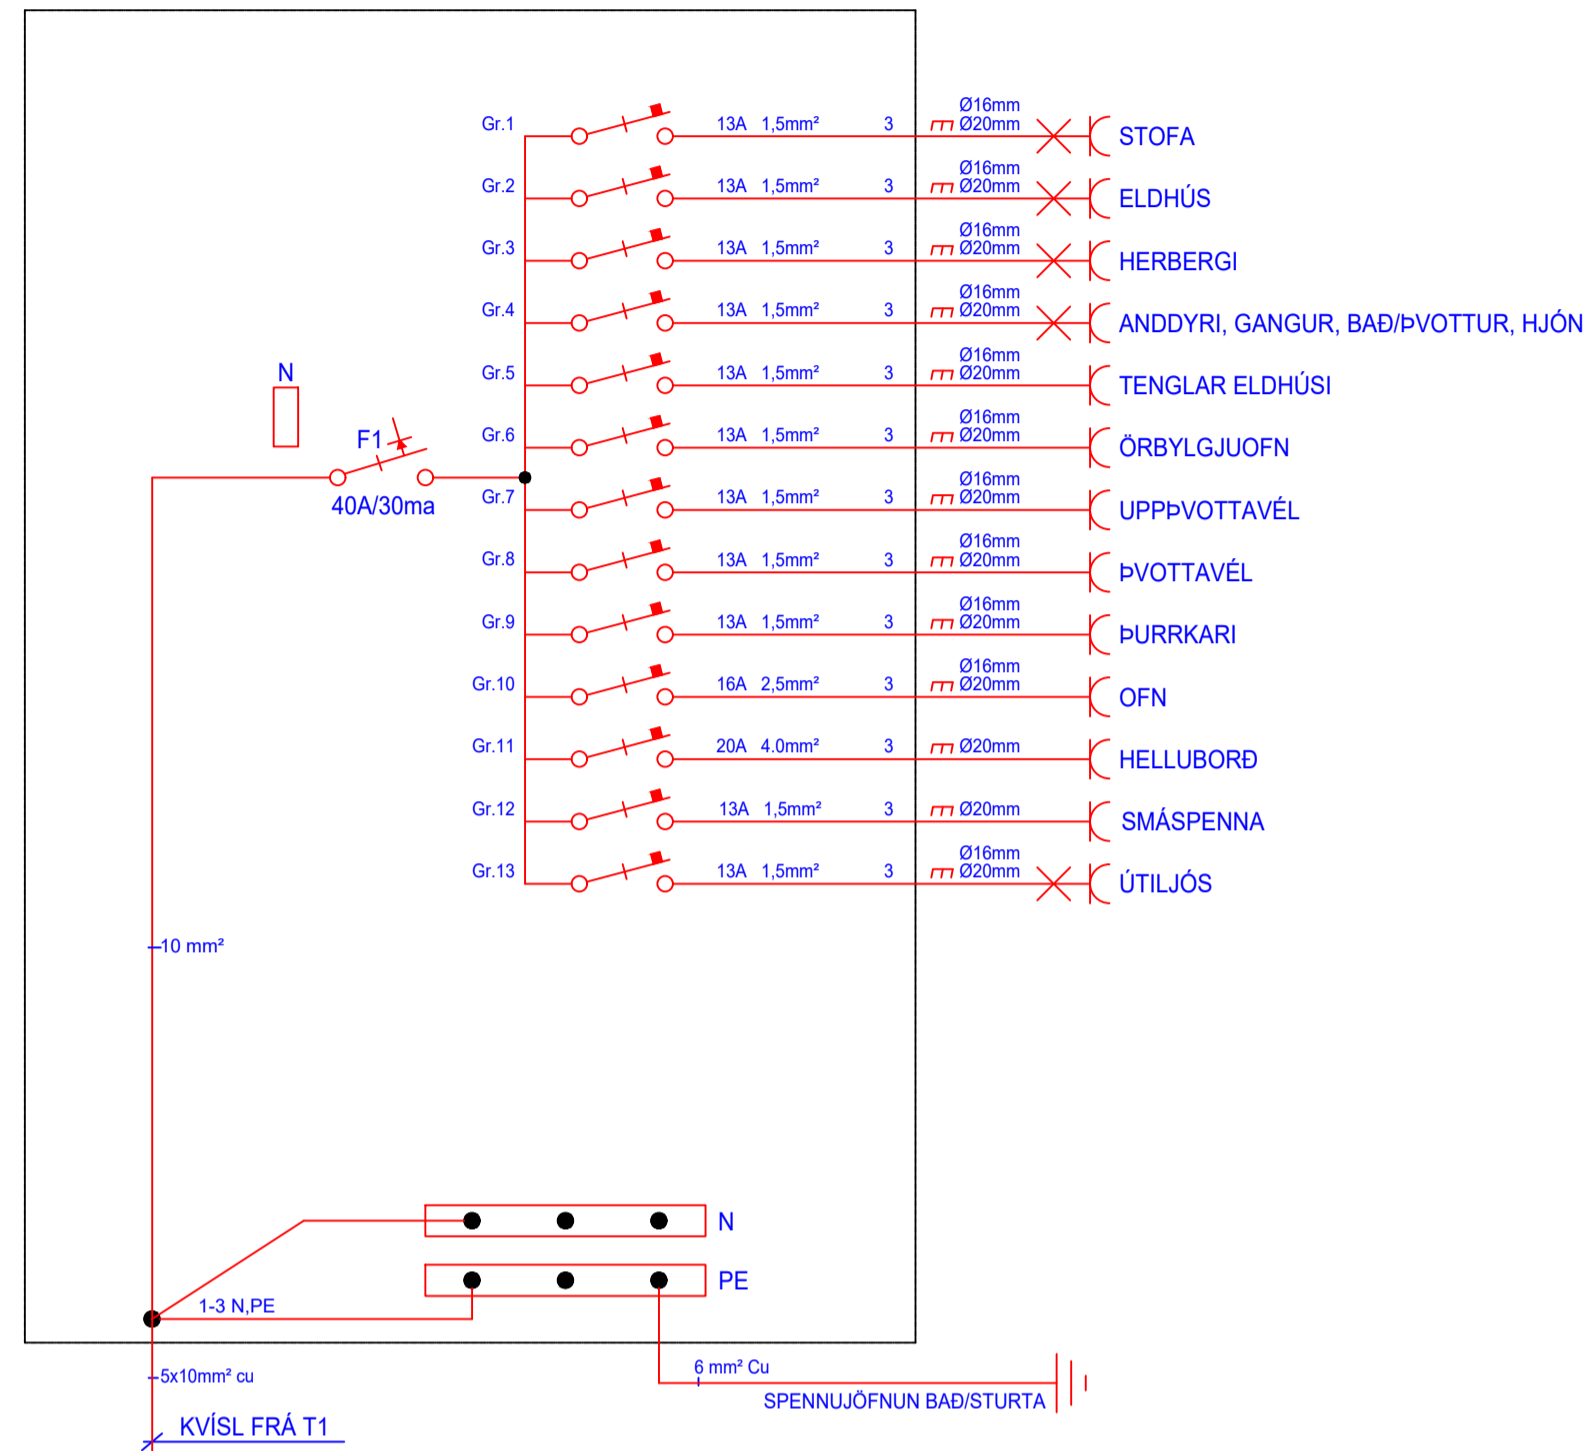 Ø16mm
Gr.1 13A 1,5mm² 3 Ø20mm STOFA
Ø16mm
Gr.2 13A 1,5mm² 3 Ø20mm ELDHÚS
Ø16mm
Gr.3 13A 1,5mm² 3 Ø20mm HERBERGI
Ø16mm
Gr.4 13A 1,5mm² 3 Ø20mm ANDDYRI, GANGUR, BAÐ/ÞVOTTUR, HJÓN
Ø16mm
Gr.5 13A 1,5mm² 3 Ø20mm TENGLAR ELDHÚSI
N
Ø16mm
Gr.6 13A 1,5mm² 3 Ø20mm ÖRBYLGJUOFN
F1
40A/30ma
Ø16mm
Gr.7 13A 1,5mm² 3 Ø20mm UPPÞVOTTAVÉL
Ø16mm
Gr.8 13A 1,5mm² 3 Ø20mm ÞVOTTAVÉL
Ø16mm
Gr.9 13A 1,5mm² 3 Ø20mm ÞURRKARI
Ø16mm
Gr.10 16A 2,5mm² 3 Ø20mm OFN
Gr.11 20A 4.0mm² 3 Ø20mm HELLUBORÐ
Gr.12 13A 1,5mm² 3 Ø20mm SMÁSPENNA
Ø16mm
Gr.13 13A 1,5mm² 3 Ø20mm ÚTILJÓS
10 mm²
N
PE
1-3 N,PE
5x10mm² cu
6 mm² Cu
SPENNUJÖFNUN BAÐ/STURTA
KVÍSL FRÁ T1